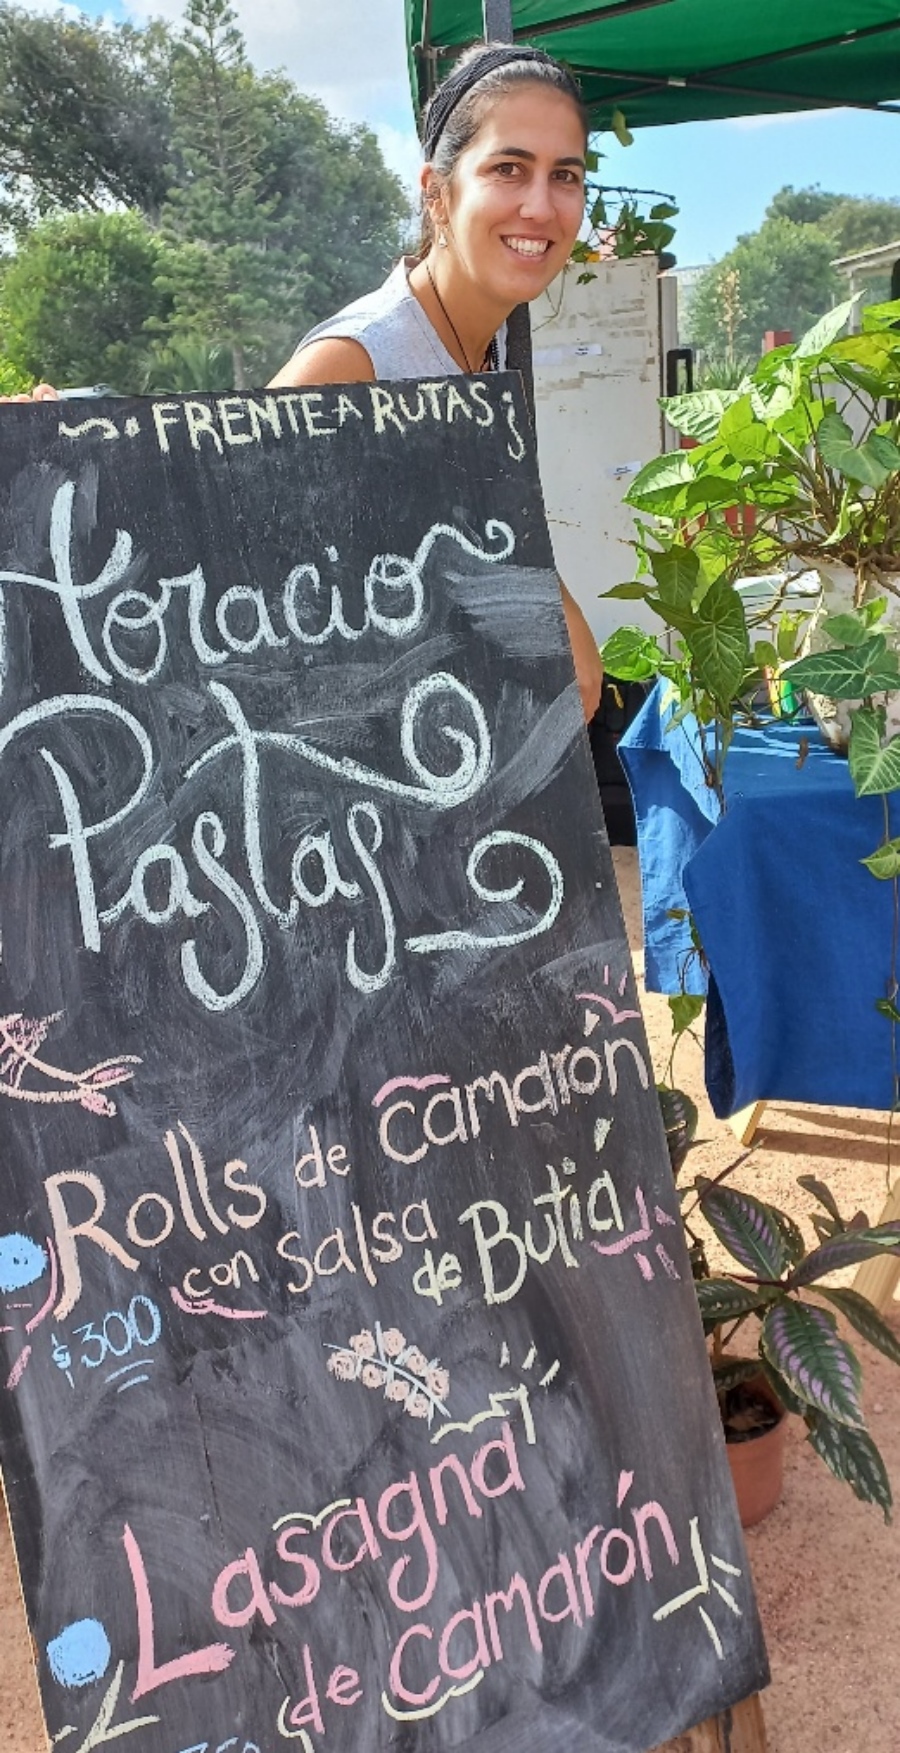 FRENTE A RUTAS
Horacio
Pastas
Rolls de Camarón
con Salsa
de Butiá
$300
Lasagna
de Camarón